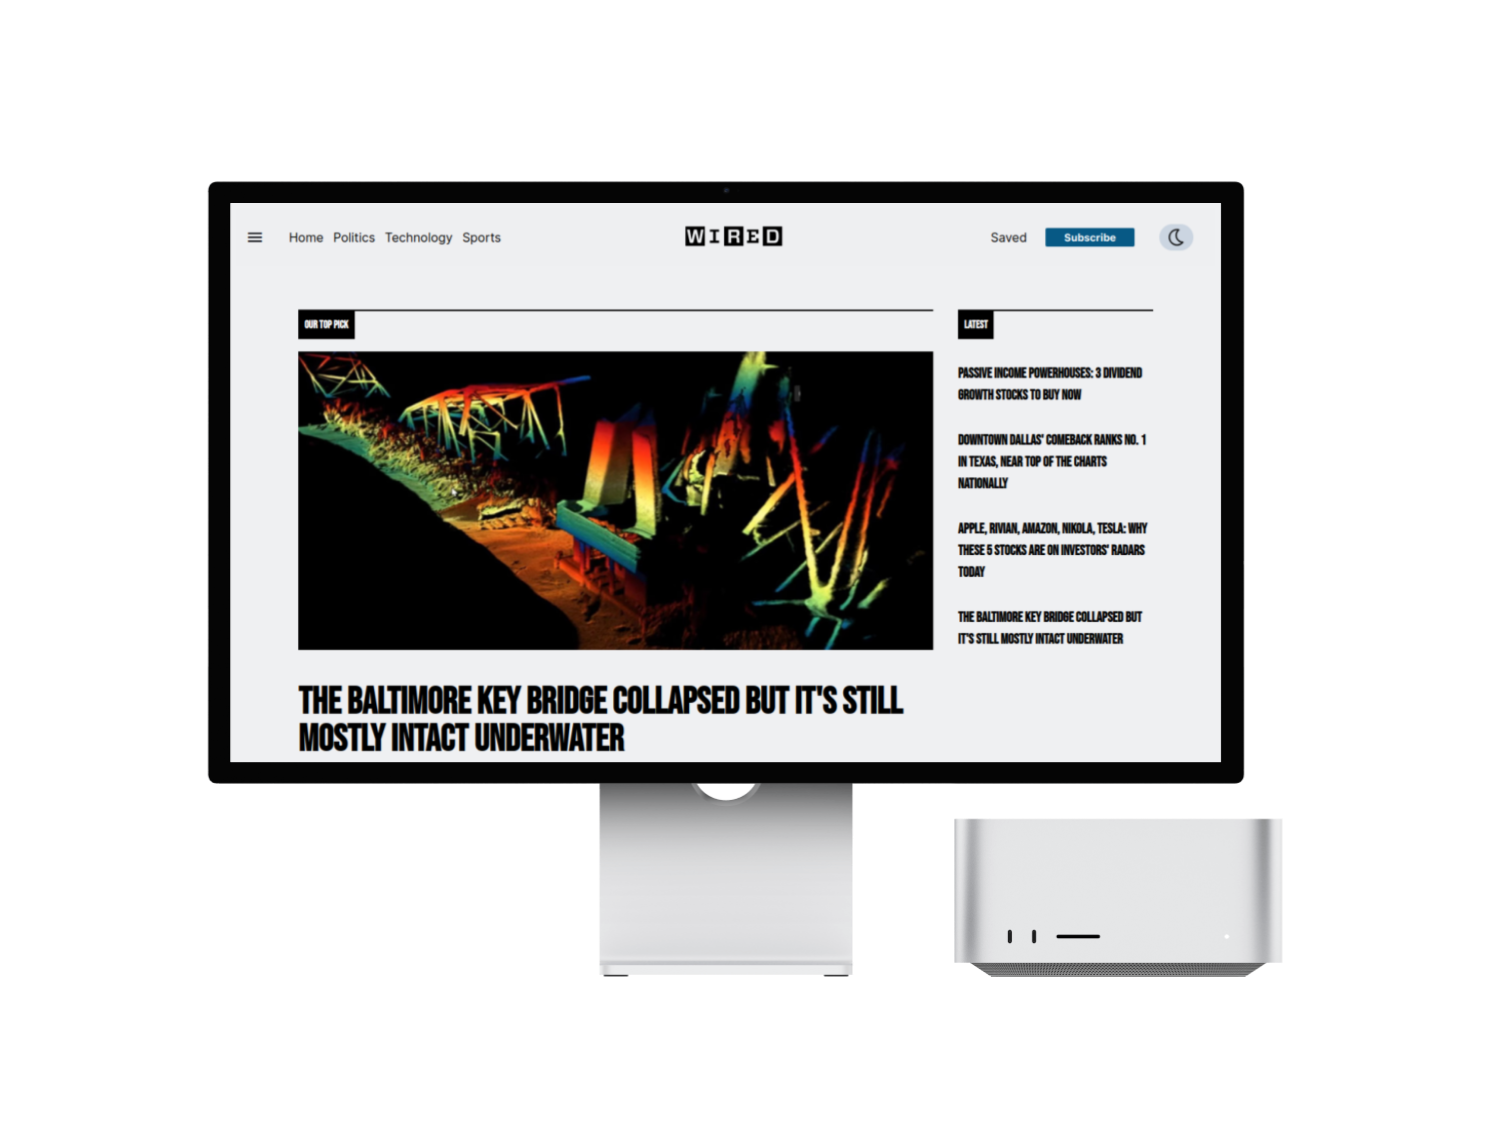 Home Politics Technology Sports
WIRED
Saved Subscribe
OUR TOP PICK
THE BALTIMORE KEY BRIDGE COLLAPSED BUT IT'S STILL
MOSTLY INTACT UNDERWATER
LATEST
PASSIVE INCOME POWERHOUSES: 3 DIVIDEND
GROWTH STOCKS TO BUY NOW
DOWNTOWN DALLAS' COMEBACK RANKS NO. 1
IN TEXAS, NEAR TOP OF THE CHARTS
NATIONALLY
APPLE, RIVIAN, AMAZON, NIKOLA, TESLA: WHY
THESE 5 STOCKS ARE ON INVESTORS' RADARS
TODAY
THE BALTIMORE KEY BRIDGE COLLAPSED BUT
IT'S STILL MOSTLY INTACT UNDERWATER